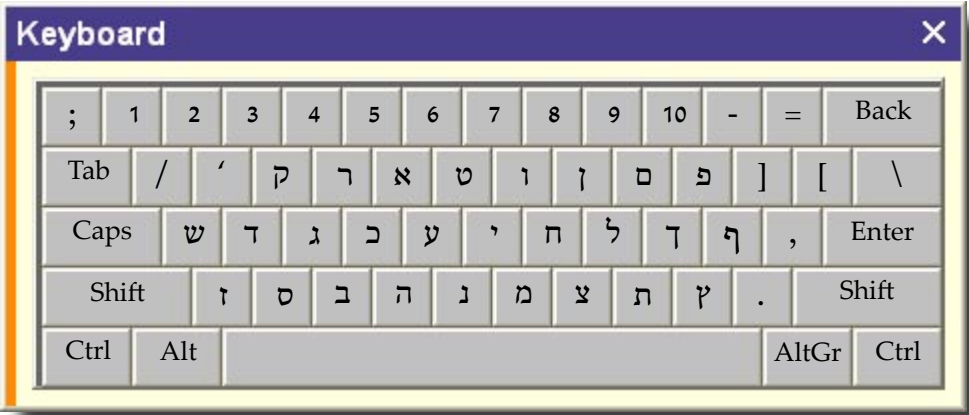 Keyboard
; 1 2 3 4 5 6 7 8 9 10 - = Back
Tab / ‘ ק ר א ט ו ן ם פ ] [ \
Caps ש ד ג כ ע י ח ל ך ף , Enter
Shift ז ס ב ה נ מ צ ת ץ . Shift
Ctrl Alt AltGr Ctrl